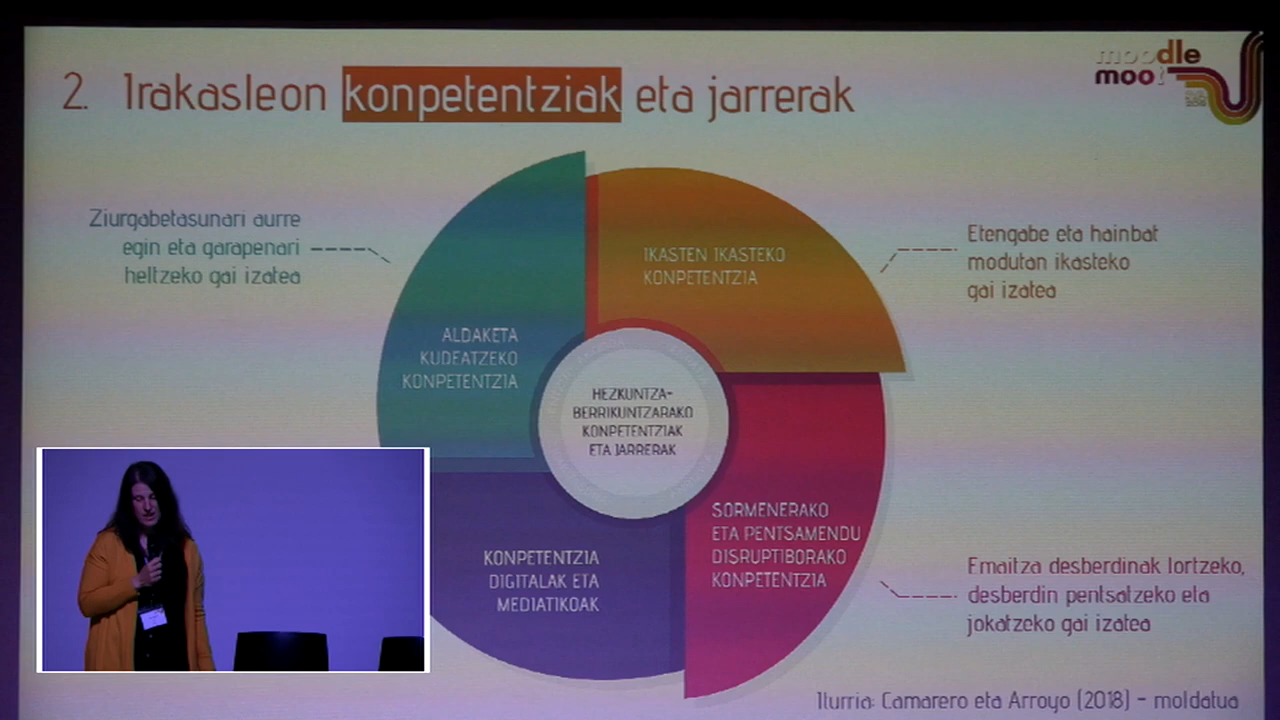 2. Irakasleon konpetentziak eta jarrerak
moodle
moo
Ziurgabetasunari aurre
egin eta garapenari
heltzeko gai izatea
IKASTEN IKASTEKO
KONPETENTZIA
Etengabe eta hainbat
modutan ikasteko
gai izatea
ALDAKETA
KUDEATZEKO
KONPETENTZIA
HEZKUNTZA-
BERRIKUNTZARAKO
KONPETENTZIAK
ETA JARRERAK
SORMENERAKO
ETA PENTSAMENDU
DISRUPTIBORAKO
KONPETENTZIA
KONPETENTZIA
DIGITALAK ETA
MEDIATIKOAK
Emaitza desberdinak lortzeko,
desberdin pentsatzeko eta
jokatzeko gai izatea
Iturria: Camarero eta Arroyo (2018) - moldatua